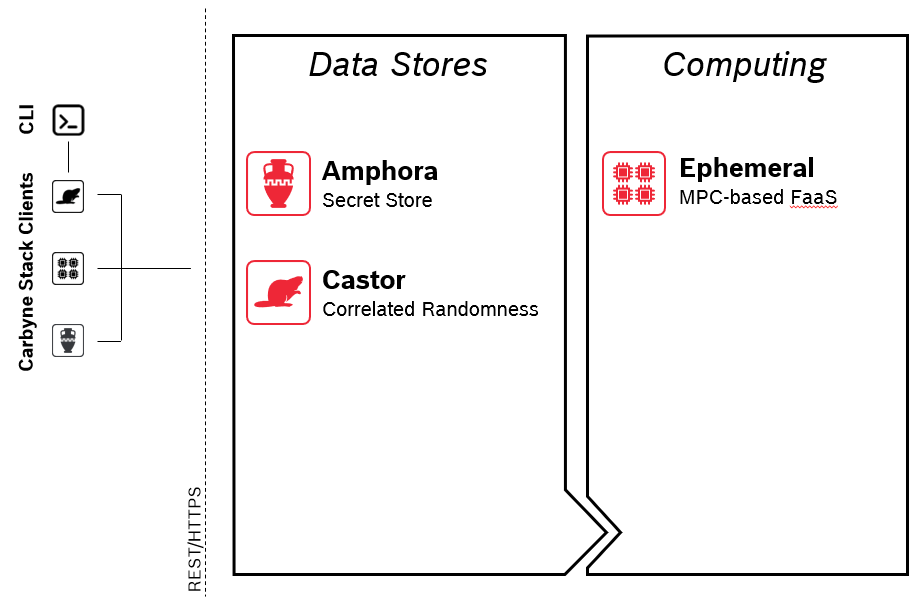 CLI
Carbyne Stack Clients
REST/HTTPS
Data Stores
Amphora
Secret Store
Castor
Correlated Randomness
Computing
Ephemeral
MPC-based FaaS